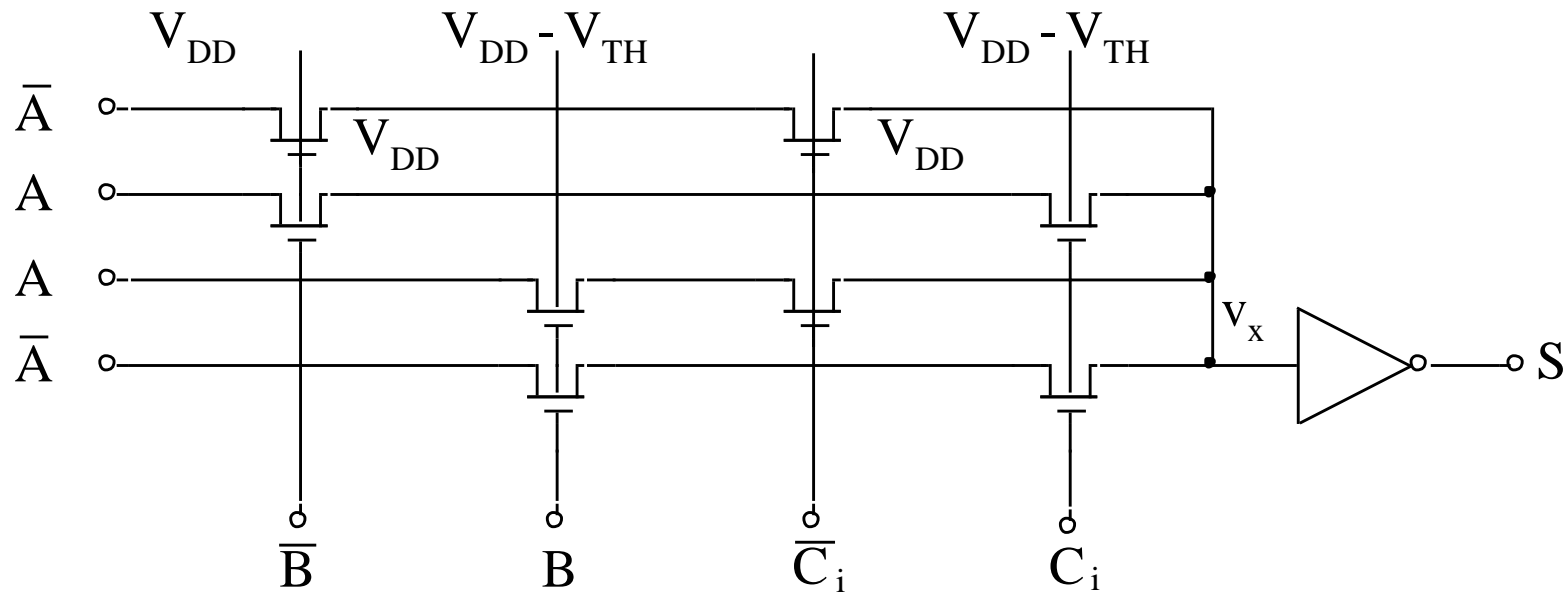 V_DD V_DD - V_TH V_DD - V_TH
A̅
V_DD V_DD
A
A
v_x
A̅ S
B̅ B C̅_i C_i